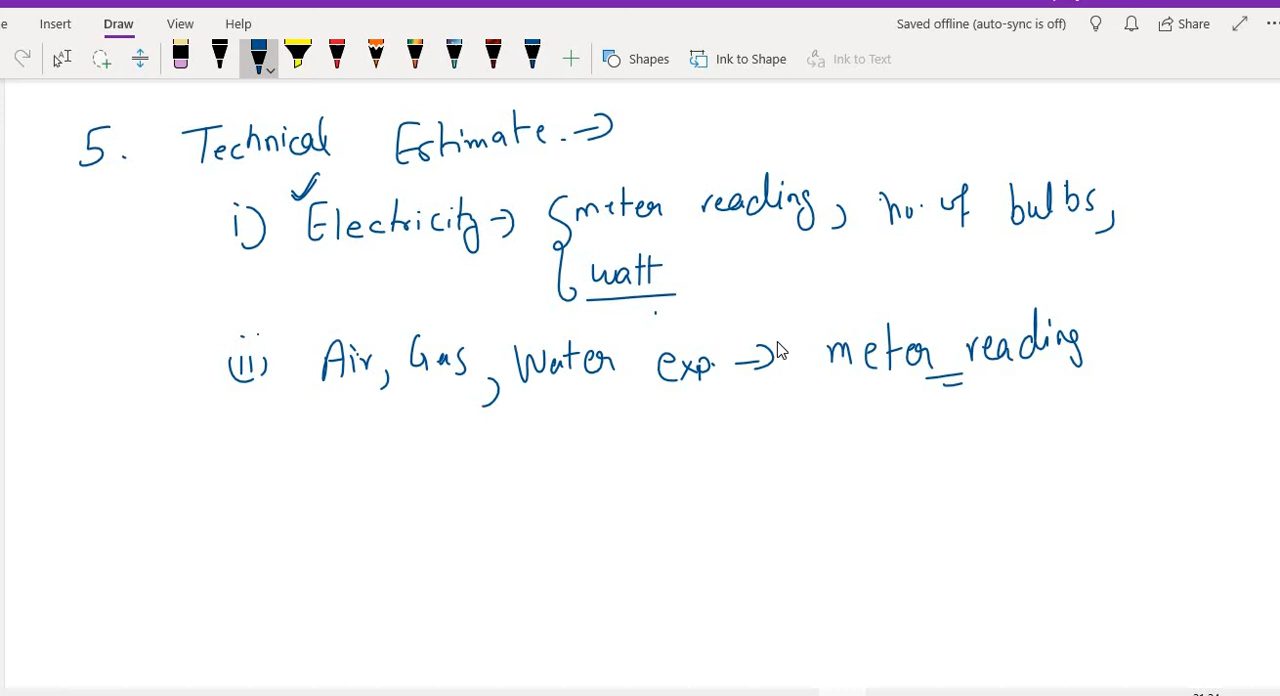 Insert Draw View Help Saved offline (auto-sync is off) Share
Shapes Ink to Shape Ink to Text
5. Technical Estimate. →
i) Electricity → { meter reading, no. of bulbs,
watt
(ii) Air, Gas, Water exp. → meter reading